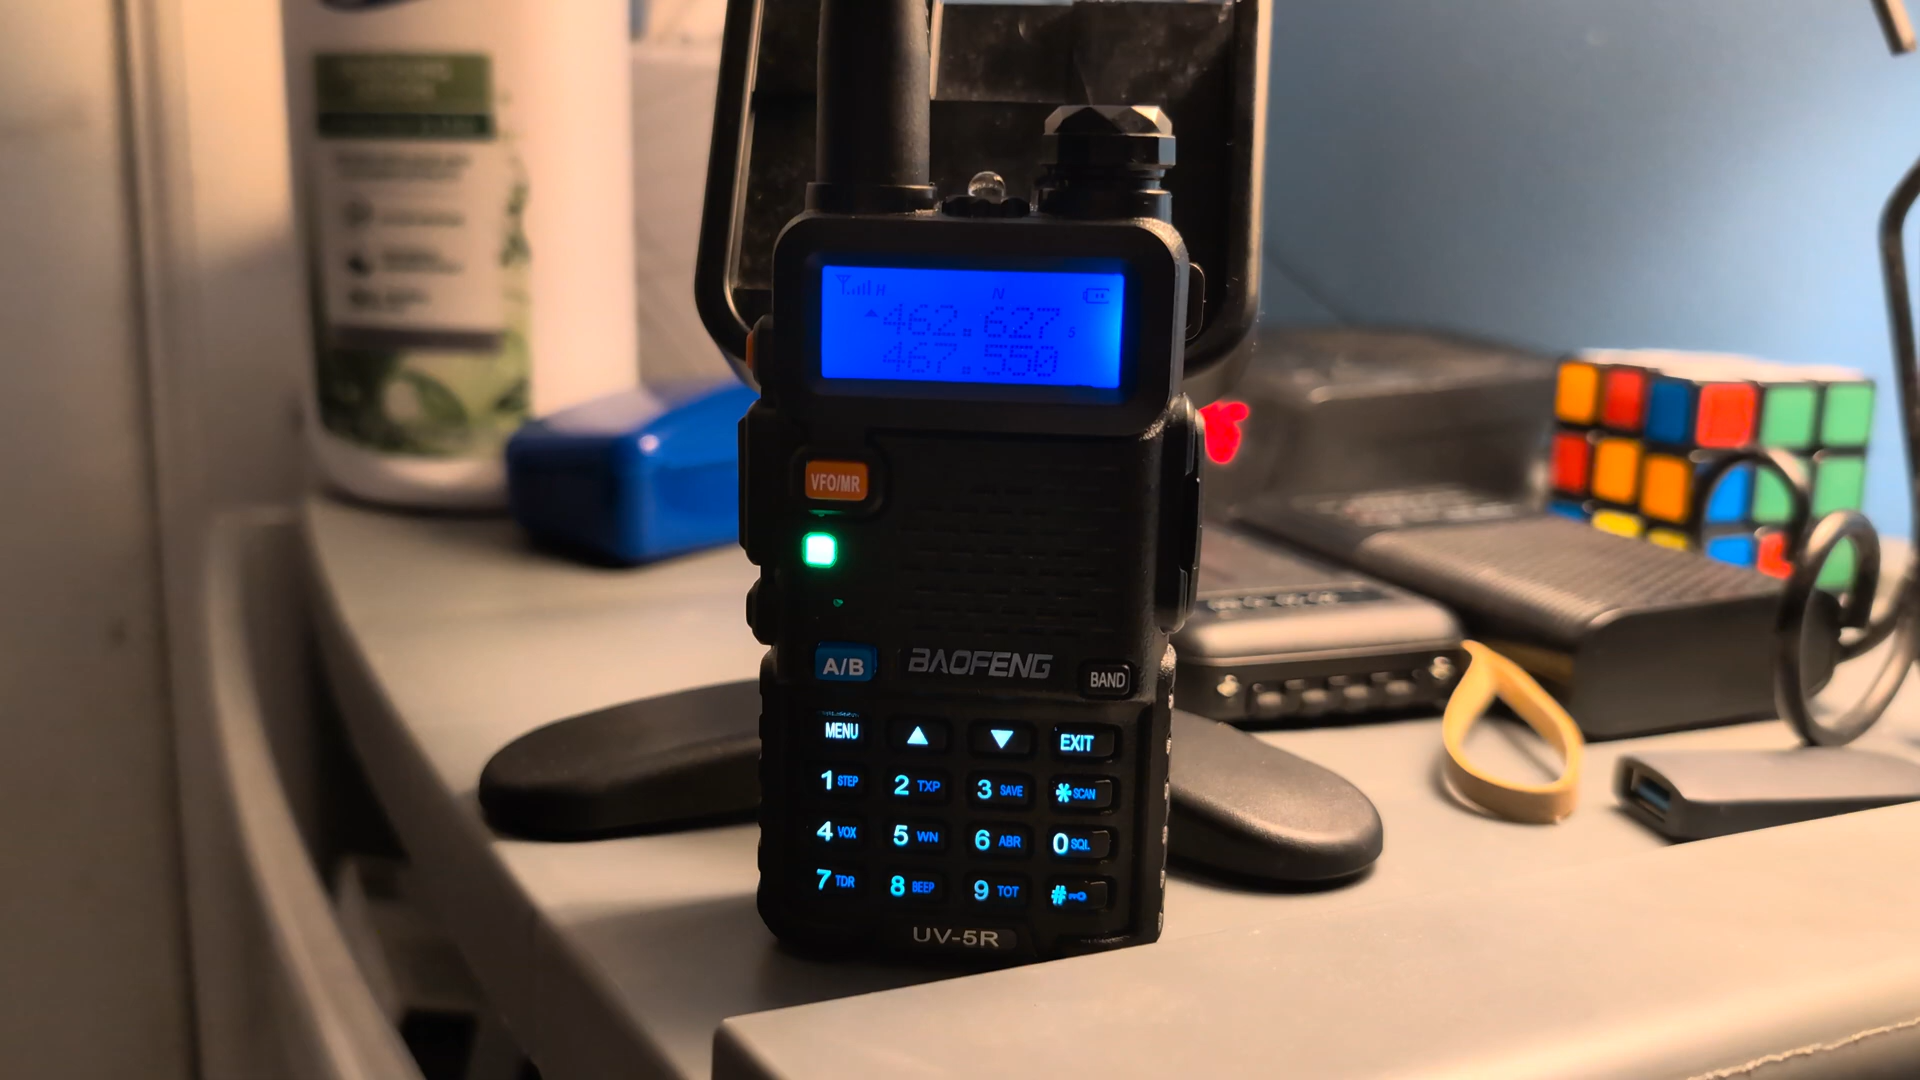 H N
462.627 5
467.550
VFO/MR
A/B BAOFENG BAND
MENU ▲ ▼ EXIT
1 STEP 2 TXP 3 SAVE * SCAN
4 VOX 5 WN 6 ABR 0 SQL
7 TDR 8 BEEP 9 TOT #
UV-5R